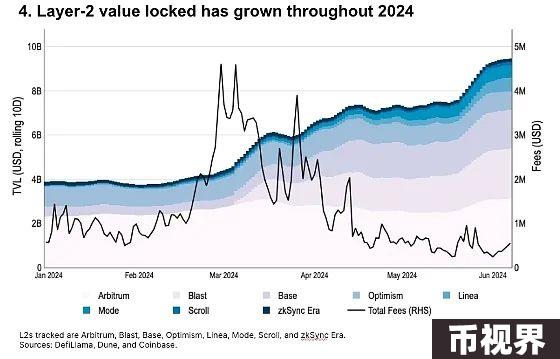 4. Layer-2 value locked has grown throughout 2024
TVL (USD, rolling 10D)
10B
8B
6B
4B
2B
0
5M
4M
3M
2M
1M
0
Fees (USD)
Jan 2024 Feb 2024 Mar 2024 Apr 2024 May 2024 Jun 2024
Arbitrum Blast Base Optimism Linea
Mode Scroll zkSync Era Total Fees (RHS)
L2s tracked are Arbitrum, Blast, Base, Optimism, Linea, Mode, Scroll, and zkSync Era.
Sources: DefiLlama, Dune, and Coinbase.
币视界